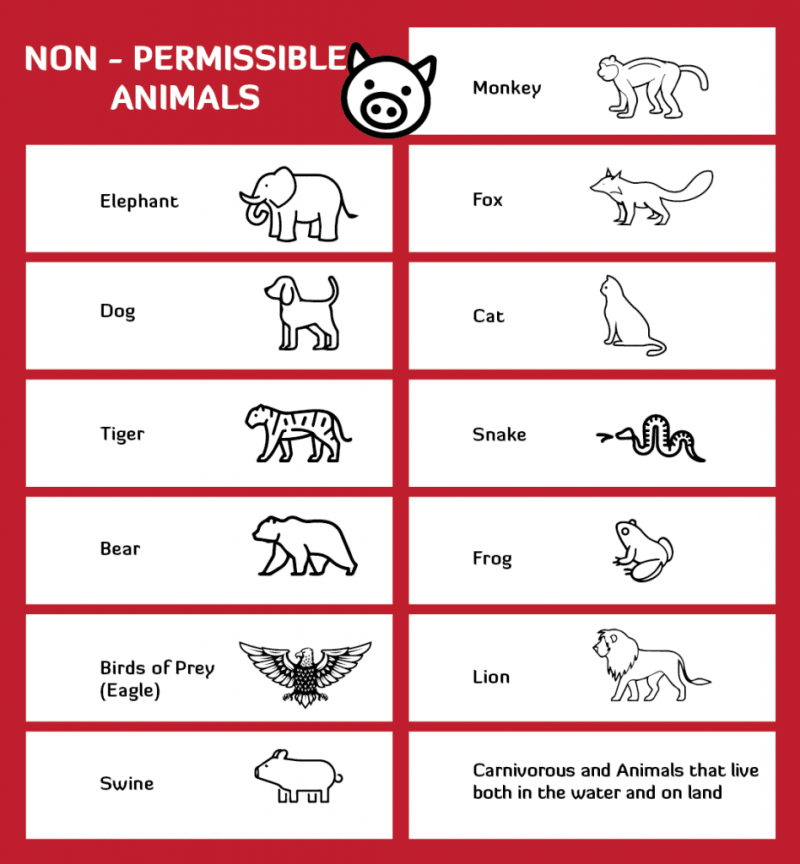 NON - PERMISSIBLE
ANIMALS
Monkey
Elephant
Fox
Dog
Cat
Tiger
Snake
Bear
Frog
Birds of Prey
(Eagle)
Lion
Swine
Carnivorous and Animals that live
both in the water and on land